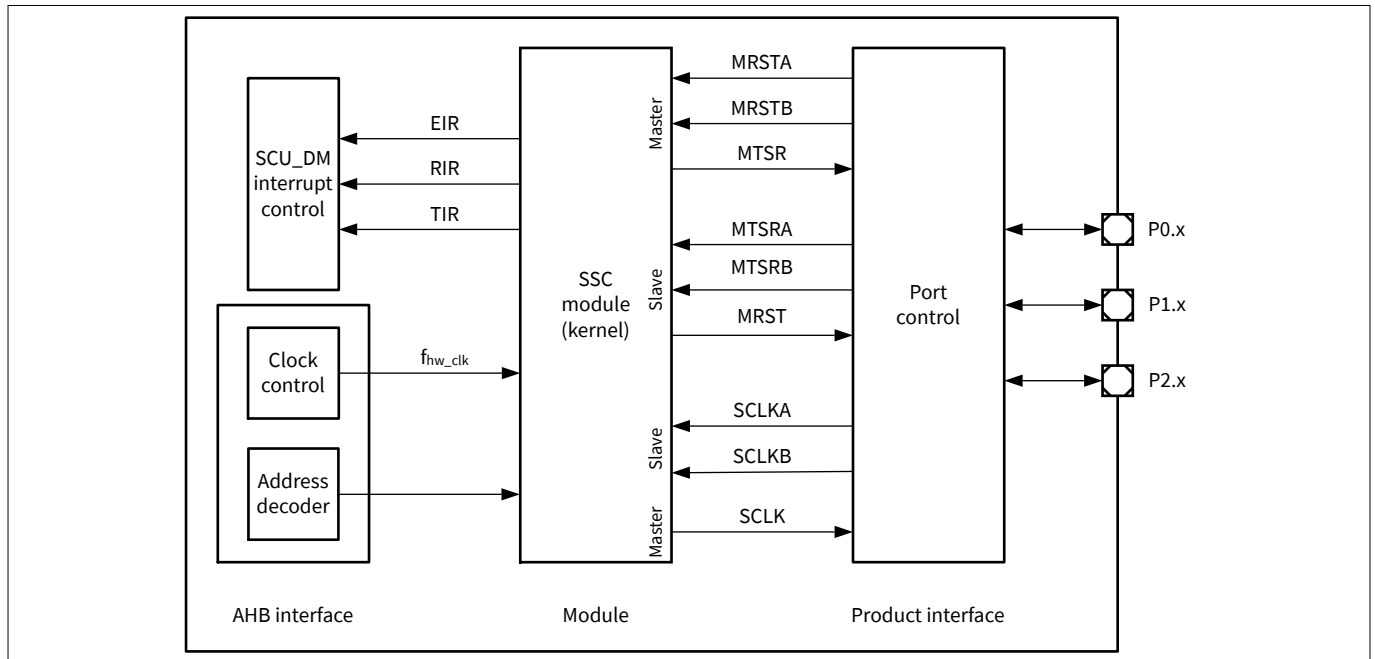 MRSTA
MRSTB
MTSR
Master
EIR
RIR
TIR
SCU_DM
interrupt
control
MTSRA
MTSRB
MRST
Slave
SSC
module
(kernel)
Port
control
P0.x
P1.x
P2.x
Clock
control
fhw_clk
Address
decoder
SCLKA
SCLKB
Slave
SCLK
Master
AHB interface
Module
Product interface